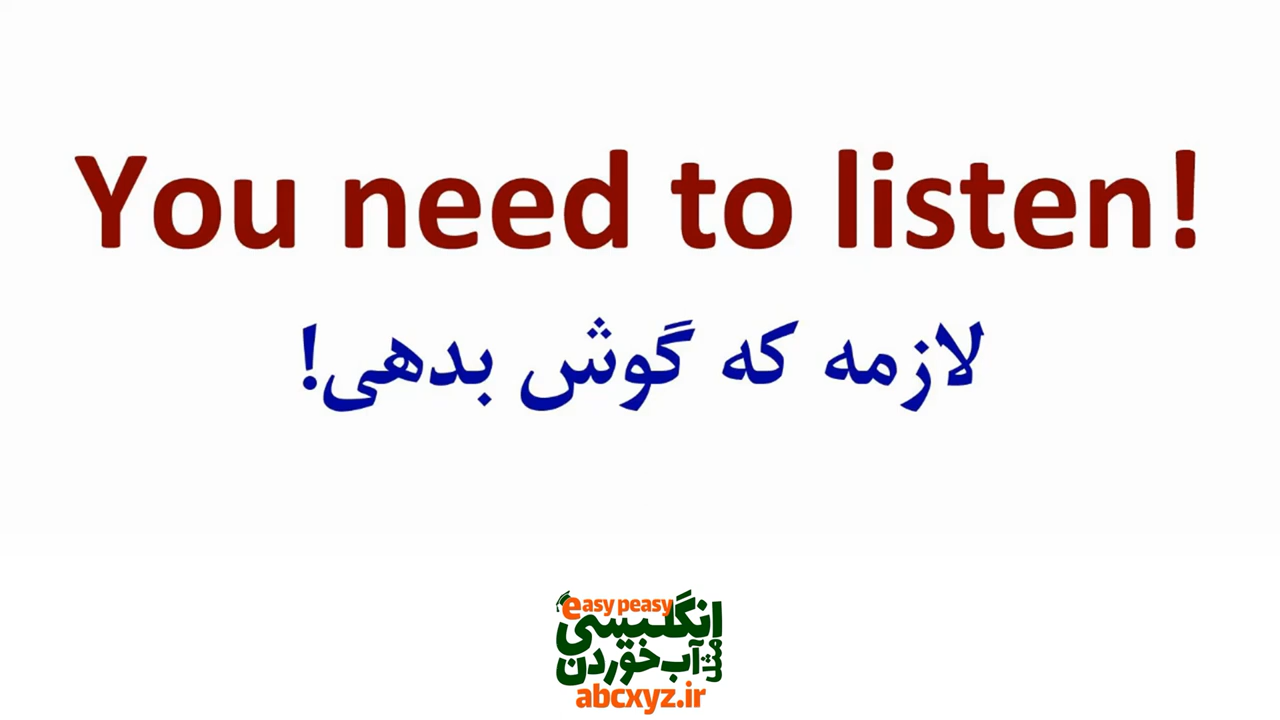 You need to listen!
لازمه که گوش بدهی!
easy peasy
انگلیسی
مثل آب خوردن
abcxyz.ir